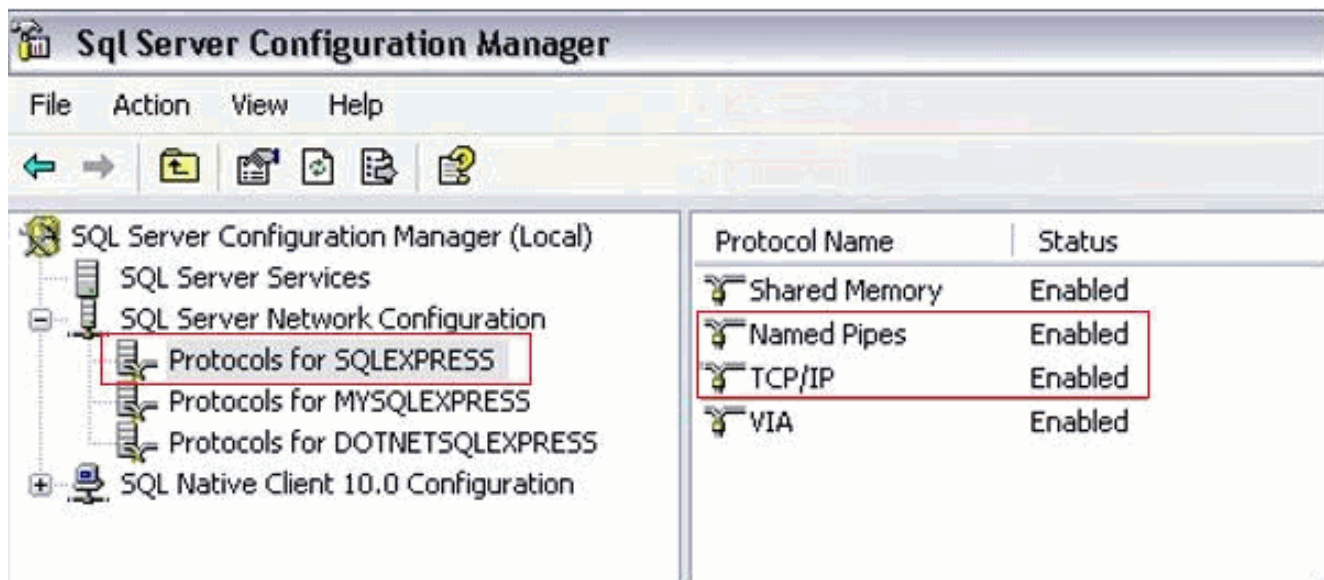 Sql Server Configuration Manager
File Action View Help
SQL Server Configuration Manager (Local)
SQL Server Services
SQL Server Network Configuration
Protocols for SQLEXPRESS
Protocols for MYSQLEXPRESS
Protocols for DOTNETSQLEXPRESS
SQL Native Client 10.0 Configuration
Protocol Name Status
Shared Memory Enabled
Named Pipes Enabled
TCP/IP Enabled
VIA Enabled